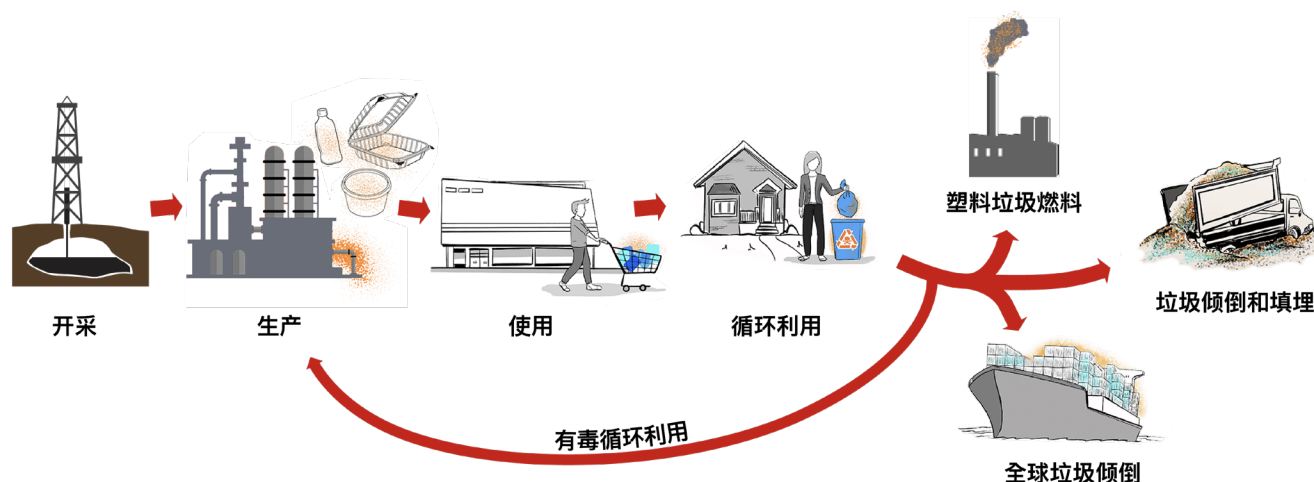 开采
生产
使用
循环利用
塑料垃圾燃料
垃圾倾倒和填埋
全球垃圾倾倒
有毒循环利用